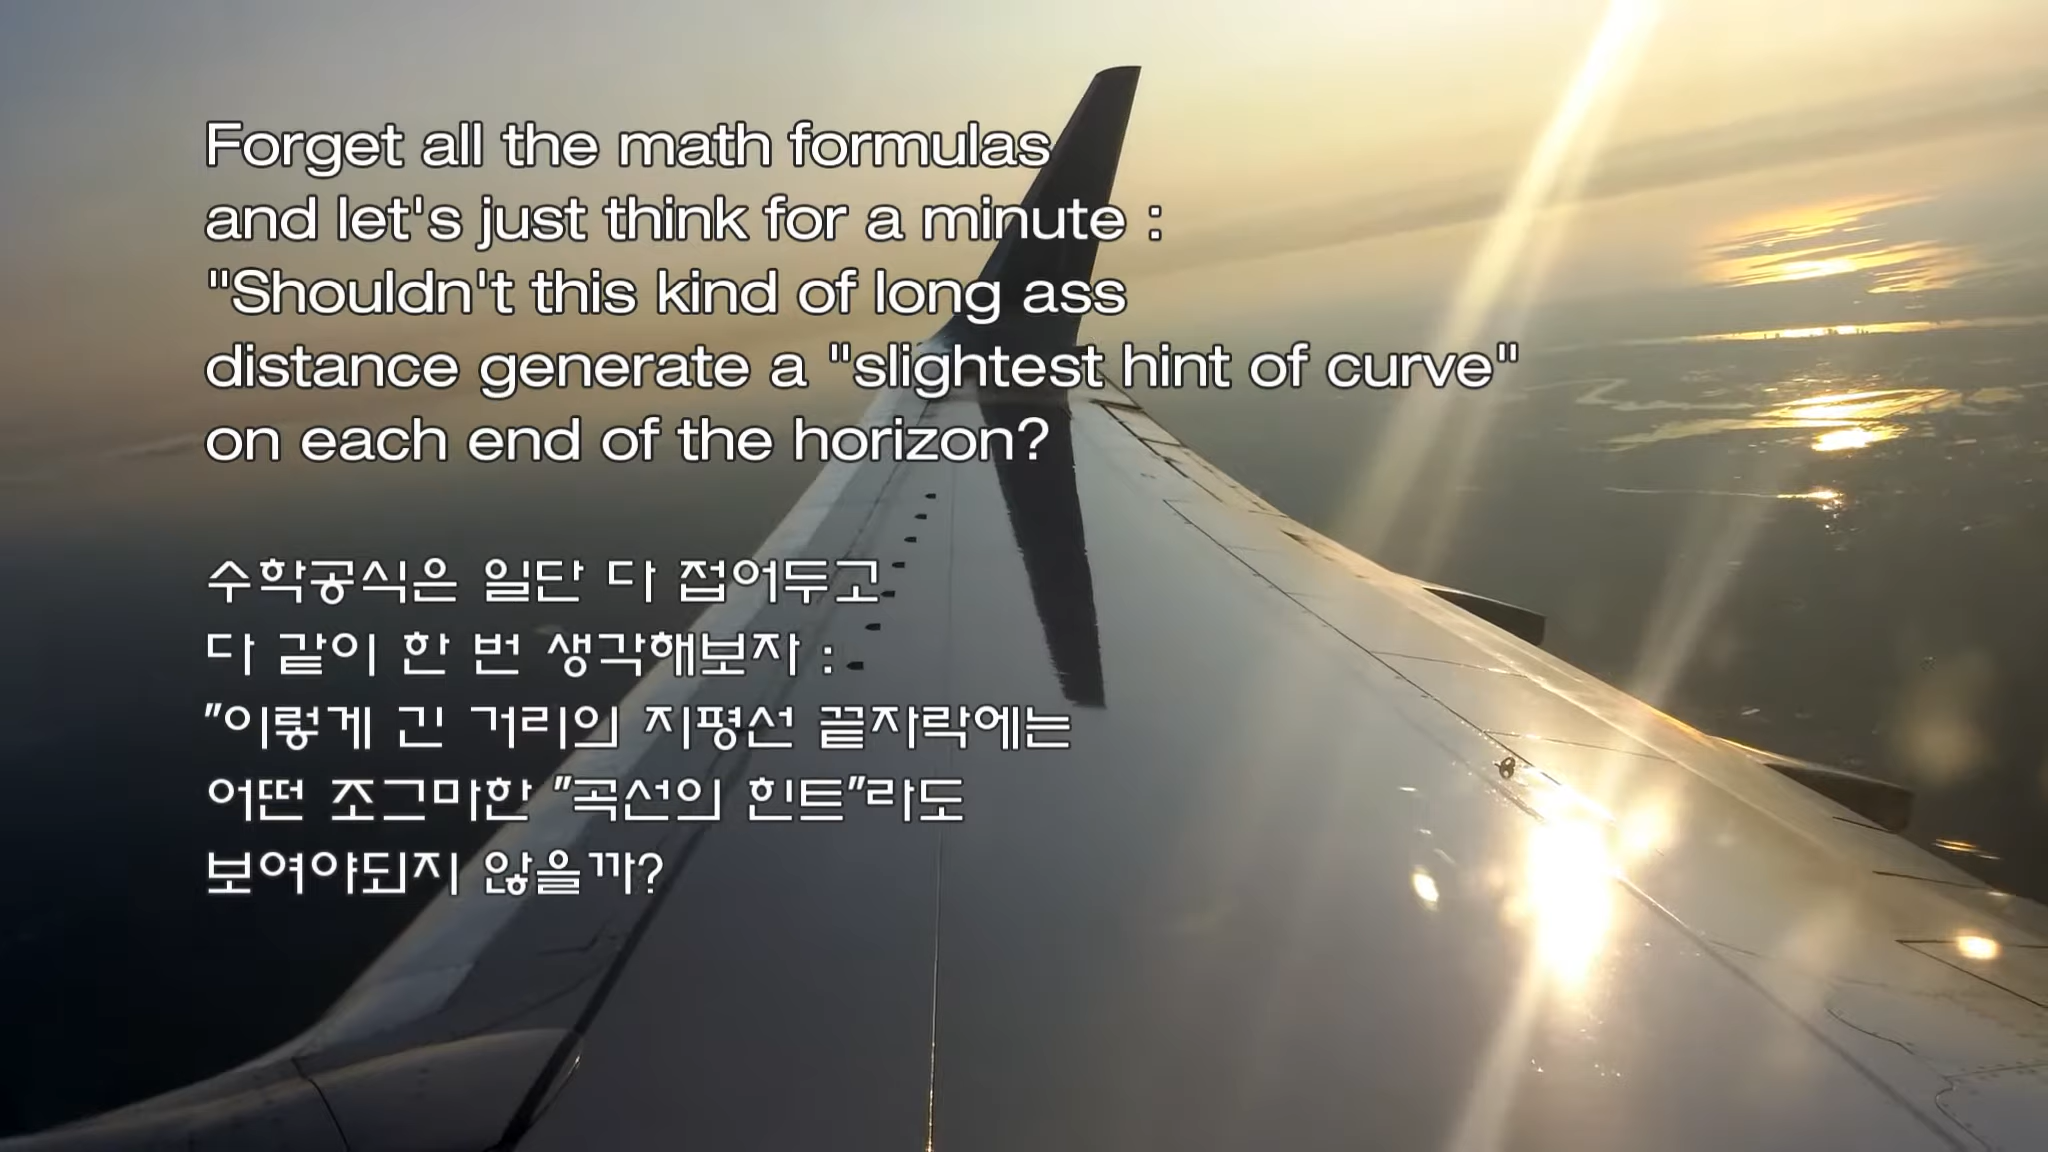 Forget all the math formulas
and let's just think for a minute :
"Shouldn't this kind of long ass
distance generate a "slightest hint of curve"
on each end of the horizon?
수학공식은 일단 다 접어두고
다 같이 한 번 생각해보자 :
"이렇게 긴 거리의 지평선 끝자락에는
어떤 조그마한 "곡선의 힌트"라도
보여야되지 않을까?